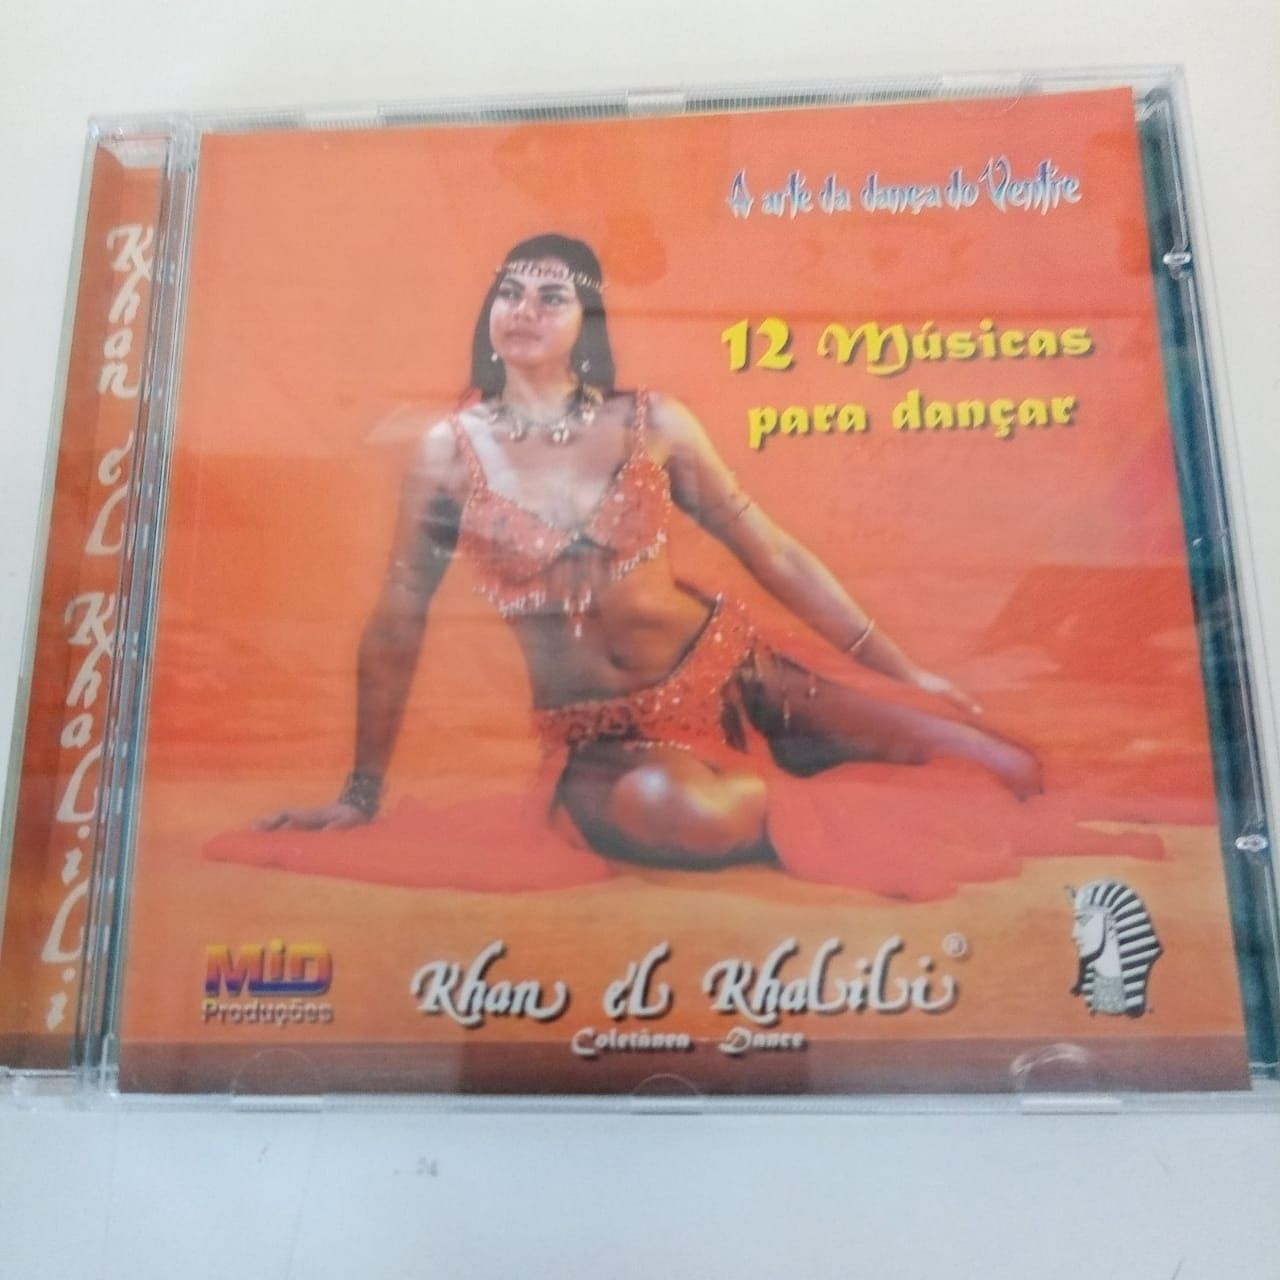 A arte da dança do Ventre
12 Músicas
para dançar
Khan el Khalili
MiD
Produções
Khan el Khalili®
Coletânea - Dance